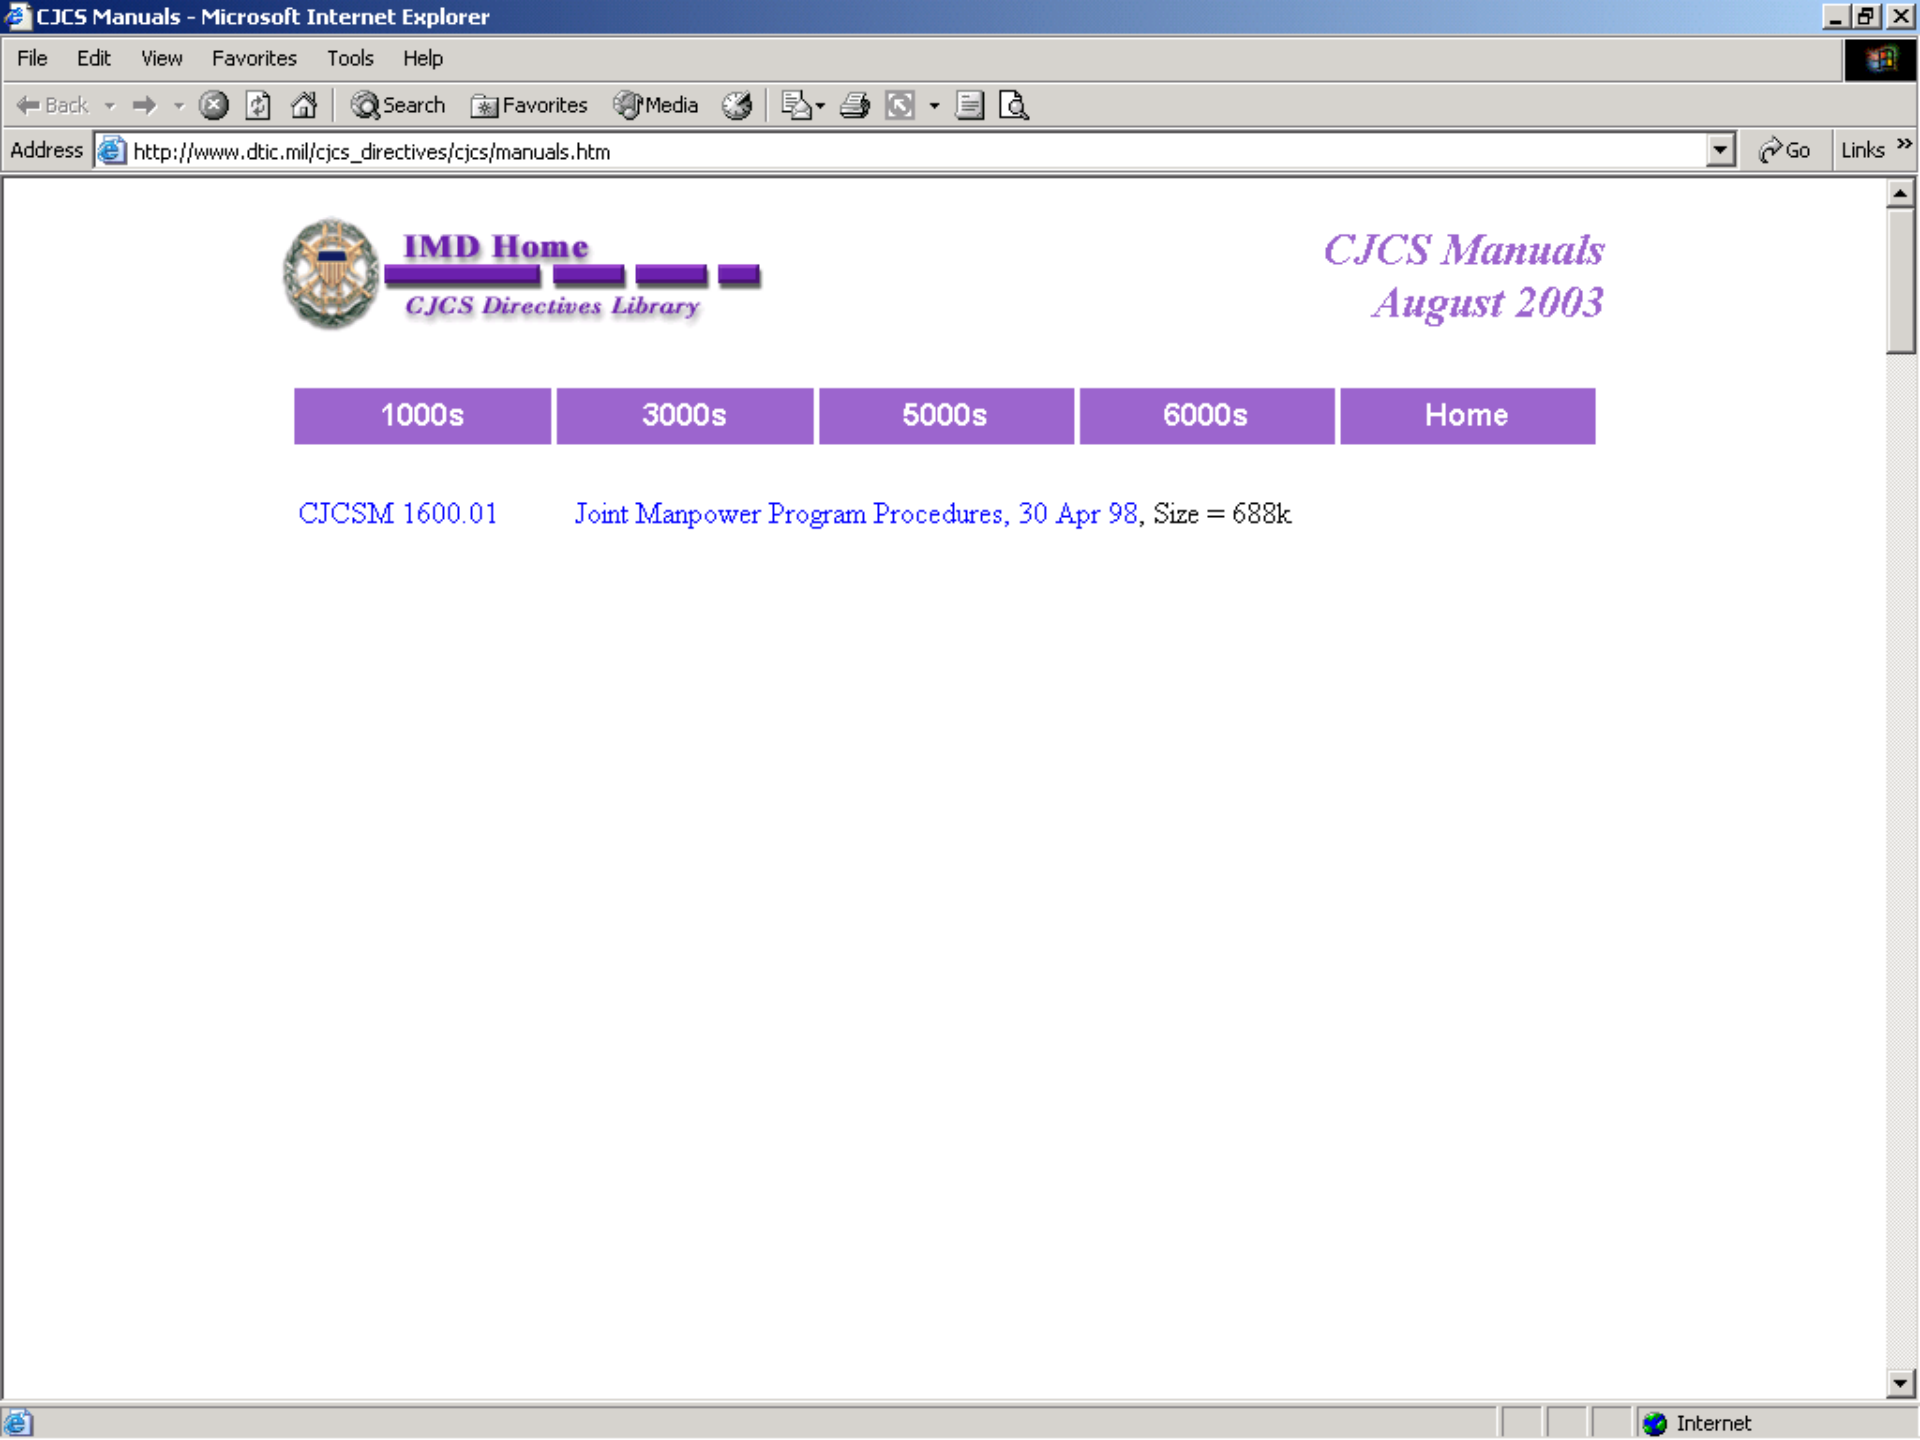 CJCS Manuals - Microsoft Internet Explorer
File Edit View Favorites Tools Help
Back Search Favorites Media
Address http://www.dtic.mil/cjcs_directives/cjcs/manuals.htm Go Links »
IMD Home
CJCS Directives Library
CJCS Manuals
August 2003
1000s 3000s 5000s 6000s Home
CJCSM 1600.01 Joint Manpower Program Procedures, 30 Apr 98, Size = 688k
Internet